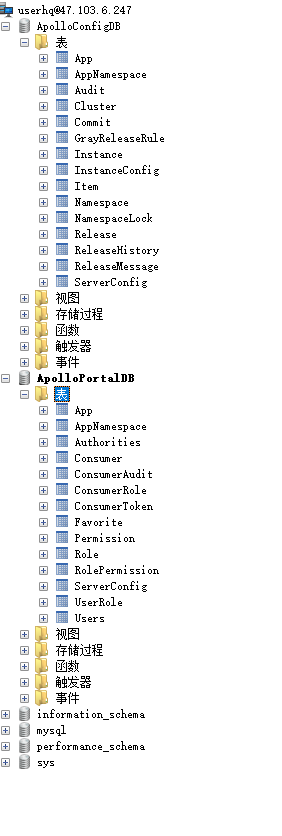 userhq@47.103.6.247
ApolloConfigDB
表
App
AppNamespace
Audit
Cluster
Commit
GrayReleaseRule
Instance
InstanceConfig
Item
Namespace
NamespaceLock
Release
ReleaseHistory
ReleaseMessage
ServerConfig
视图
存储过程
函数
触发器
事件
ApolloPortalDB
表
App
AppNamespace
Authorities
Consumer
ConsumerAudit
ConsumerRole
ConsumerToken
Favorite
Permission
Role
RolePermission
ServerConfig
UserRole
Users
视图
存储过程
函数
触发器
事件
information_schema
mysql
performance_schema
sys